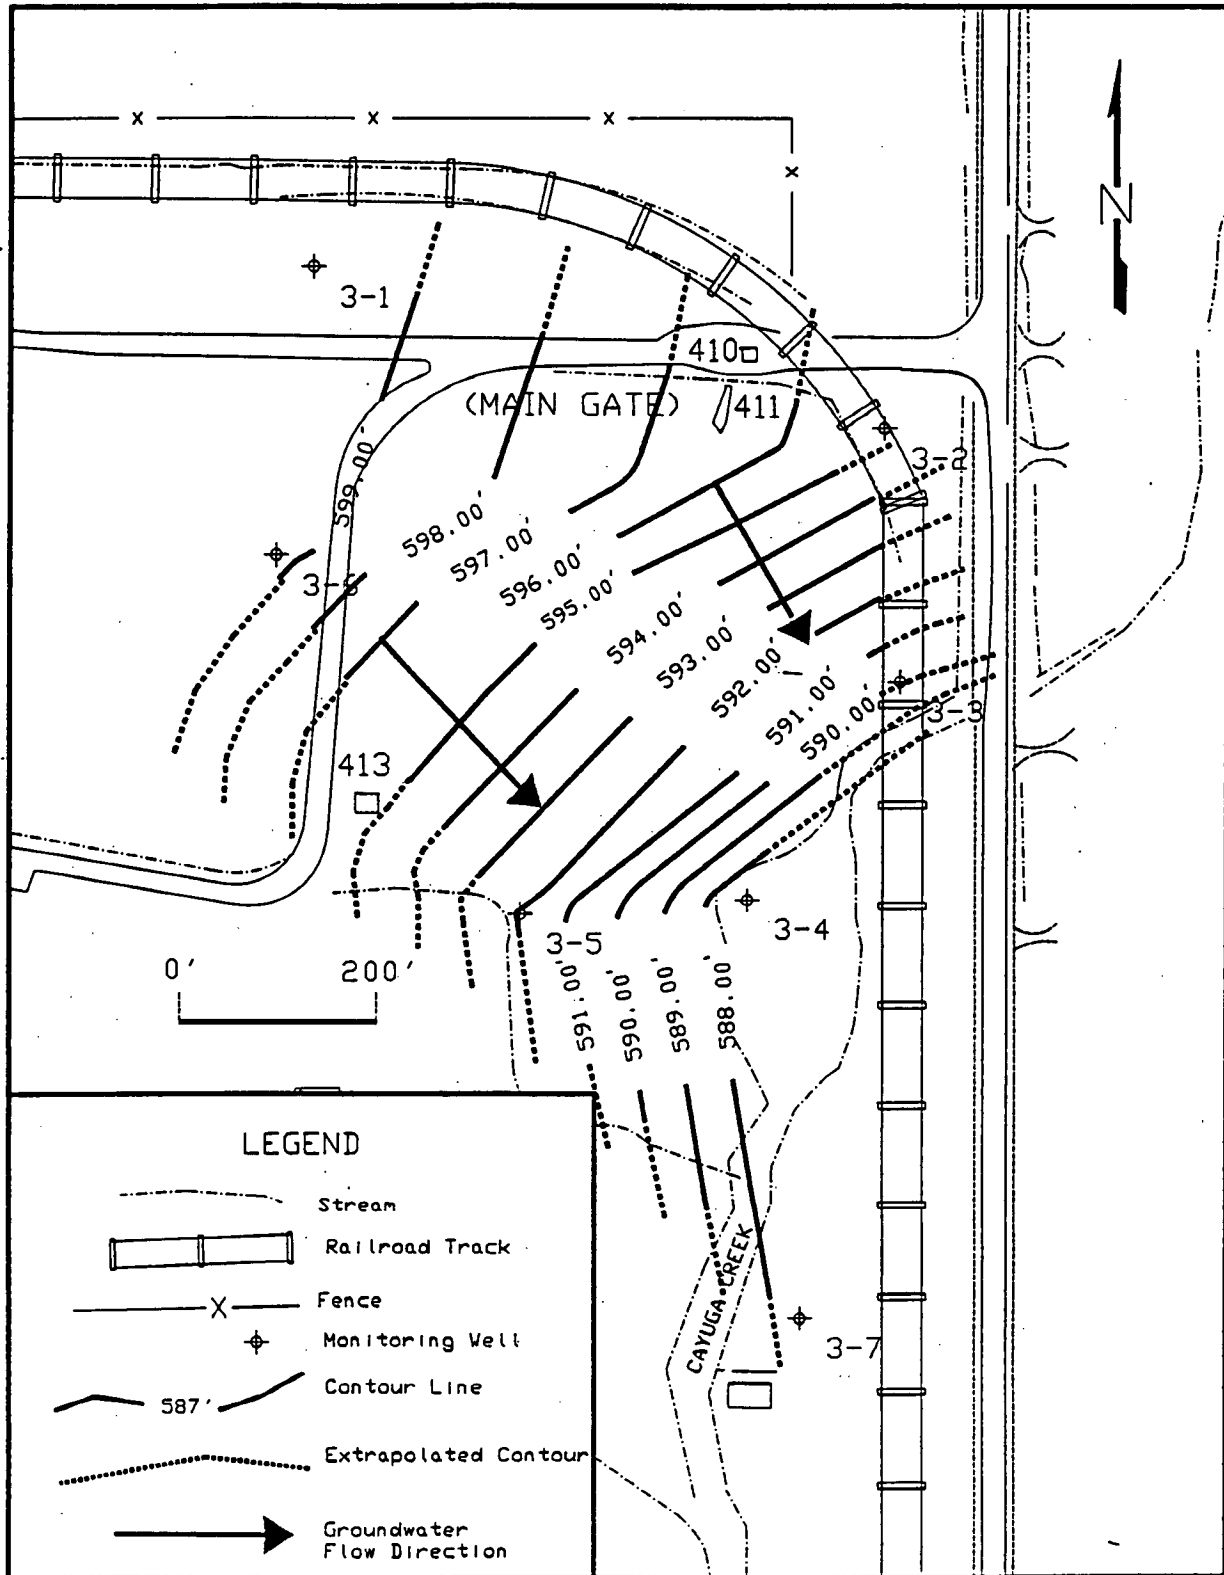 X X X
X
N
3-1
410
(MAIN GATE)
411
3-2
599.00'
598.00'
597.00'
596.00'
595.00'
594.00'
593.00'
592.00'
591.00'
590.00'
3-3
413
3-4
3-5
0' 200'
591.00'
590.00'
589.00'
588.00'
CAYUGA CREEK
3-7
LEGEND
Stream
Railroad Track
X Fence
Monitoring Well
587' Contour Line
Extrapolated Contour
Groundwater
Flow Direction